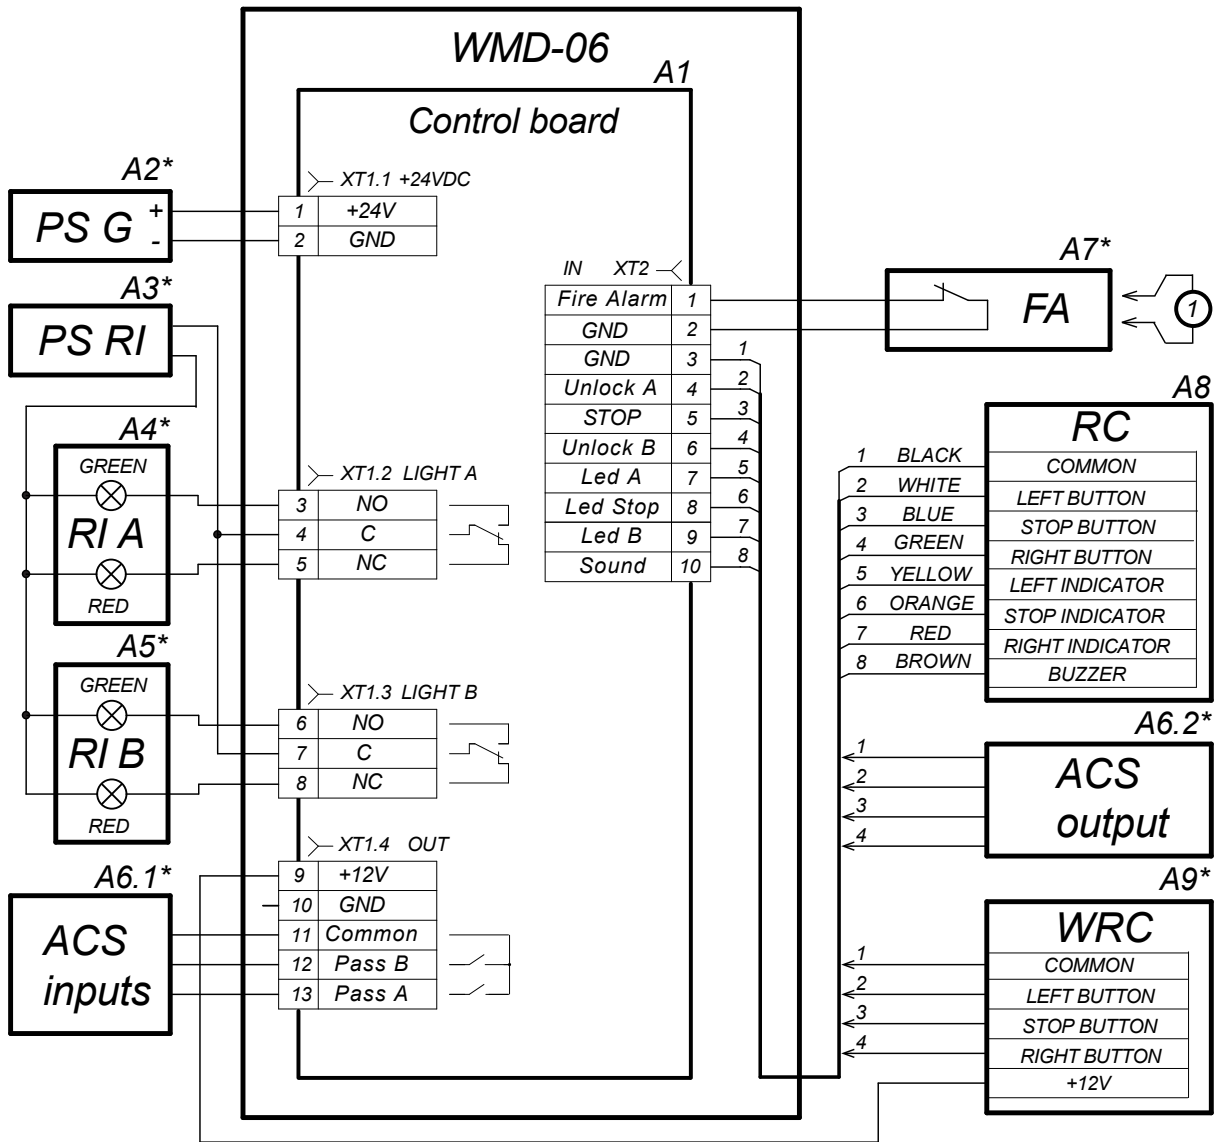 WMD-06
A1
Control board
A2*
PS G + -
XT1.1 +24VDC
1 +24V
2 GND
A3*
PS RI
A4*
GREEN
RI A
RED
XT1.2 LIGHT A
3 NO
4 C
5 NC
A5*
GREEN
RI B
RED
XT1.3 LIGHT B
6 NO
7 C
8 NC
A6.1*
ACS
inputs
XT1.4 OUT
9 +12V
10 GND
11 Common
12 Pass B
13 Pass A
IN XT2
Fire Alarm 1
GND 2
GND 3 1
Unlock A 4 2
STOP 5 3
Unlock B 6 4
Led A 7 5
Led Stop 8 6
Led B 9 7
Sound 10 8
A7*
FA
1
A8
RC
1 BLACK COMMON
2 WHITE LEFT BUTTON
3 BLUE STOP BUTTON
4 GREEN RIGHT BUTTON
5 YELLOW LEFT INDICATOR
6 ORANGE STOP INDICATOR
7 RED RIGHT INDICATOR
8 BROWN BUZZER
A6.2*
ACS
output
1
2
3
4
A9*
WRC
1 COMMON
2 LEFT BUTTON
3 STOP BUTTON
4 RIGHT BUTTON
+12V